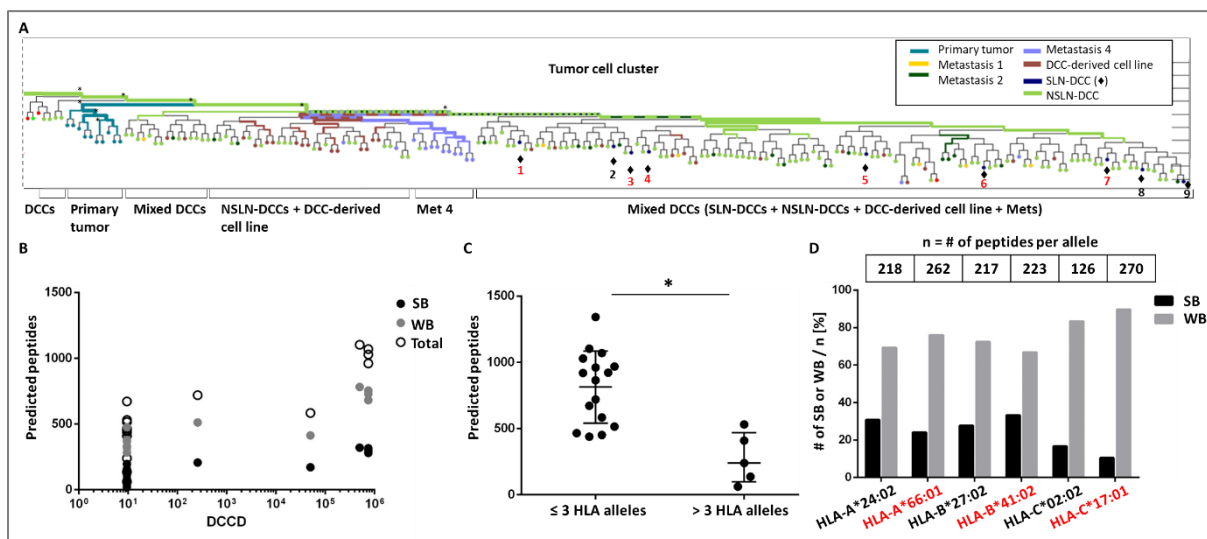 A
Tumor cell cluster
Primary tumor
Metastasis 1
Metastasis 2
Metastasis 4
DCC-derived cell line
SLN-DCC (♦)
NSLN-DCC
* * * * * *
1 2 3 4 5 6 7 8 9
DCCs
Primary
tumor
Mixed DCCs
NSLN-DCCs + DCC-derived
cell line
Met 4
Mixed DCCs (SLN-DCCs + NSLN-DCCs + DCC-derived cell line + Mets)
B
Predicted peptides
1500
1000
500
0
10⁰ 10¹ 10² 10³ 10⁴ 10⁵ 10⁶
DCCD
SB
WB
Total
C
Predicted peptides
1500
1000
500
0
*
≤ 3 HLA alleles > 3 HLA alleles
D
n = # of peptides per allele
218 262 217 223 126 270
# of SB or WB / n [%]
100
80
60
40
20
0
SB
WB
HLA-A*24:02
HLA-A*66:01
HLA-B*27:02
HLA-B*41:02
HLA-C*02:02
HLA-C*17:01